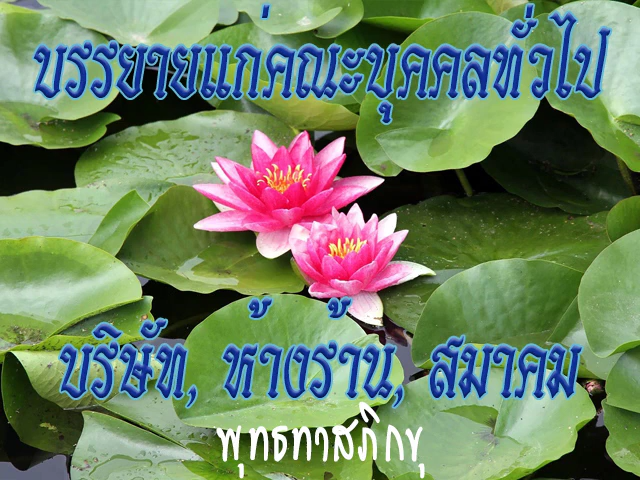 บรรยายแก่คณะบุคคลทั่วไป
บริษัท, ห้างร้าน, สมาคม
พุทธทาสภิกขุ